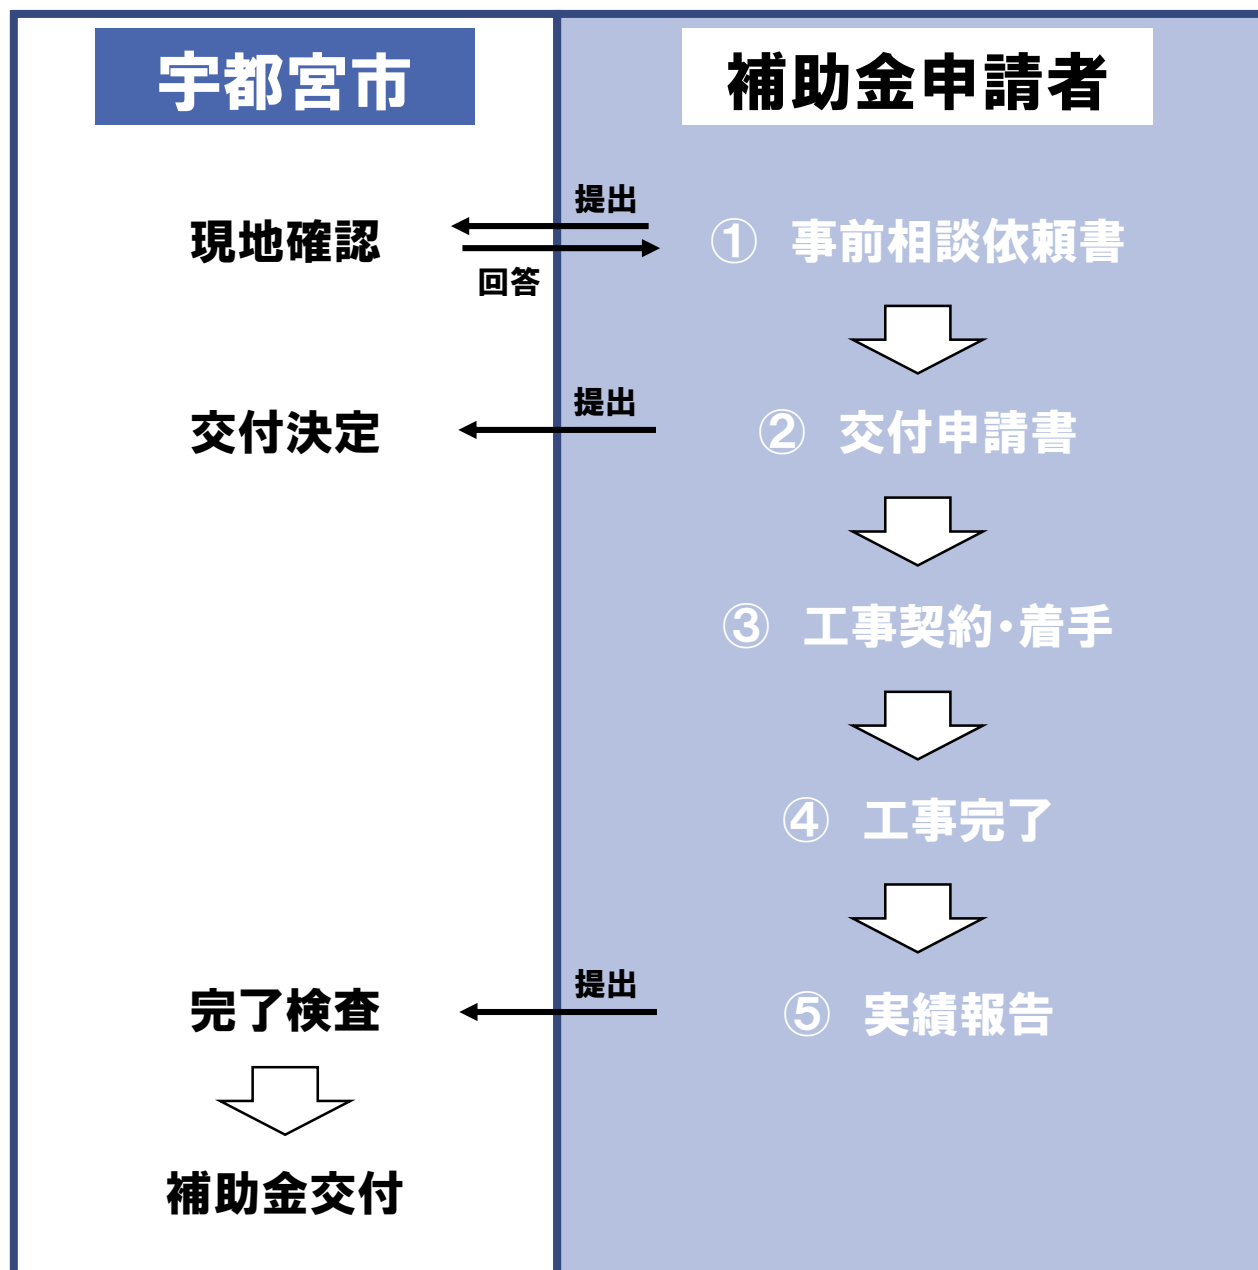 宇都宮市
補助金申請者
提出
現地確認
① 事前相談依頼書
回答
提出
交付決定
② 交付申請書
③ 工事契約・着手
④ 工事完了
提出
完了検査
⑤ 実績報告
補助金交付